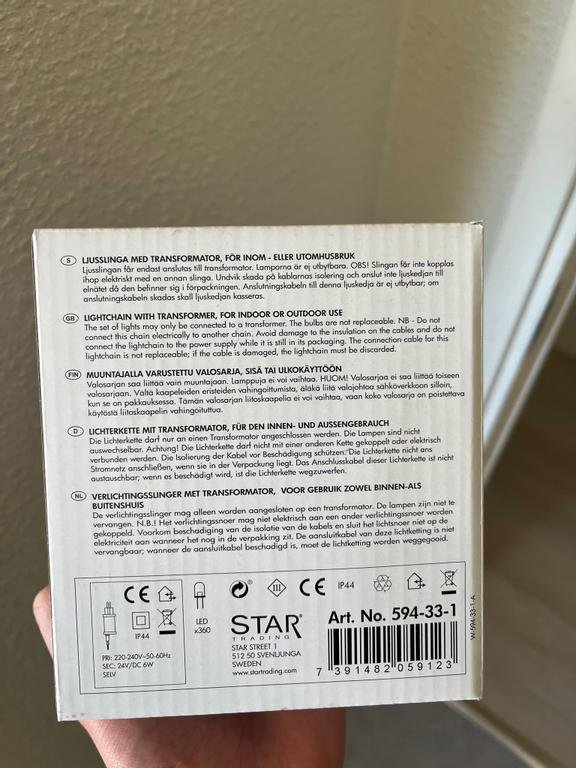 S LJUSSLINGA MED TRANSFORMATOR, FÖR INOM - ELLER UTOMHUSBRUK
Ljusslingan får endast anslutas till transformator. Lamporna är ej utbytbara. OBS! Slingan får inte kopplas
ihop elektriskt med en annan slinga. Undvik skada på kablarnas isolering och anslut inte ljuskedjan till
elnätet då den befinner sig i förpackningen. Anslutningskabeln till denna ljuskedja är ej utbytbar; om
anslutningskabeln skadas skall ljuskedjan kasseras.
GB LIGHTCHAIN WITH TRANSFORMER, FOR INDOOR OR OUTDOOR USE
The set of lights may only be connected to a transformer. The bulbs are not replaceable. NB - Do not
connect this chain electrically to another chain. Avoid damage to the insulation on the cables and do not
connect the lightchain to the power supply while it is still in its packaging. The connection cable for this
lightchain is not replaceable; if the cable is damaged, the lightchain must be discarded.
FIN MUUNTAJALLA VARUSTETTU VALOSARJA, SISÄ TAI ULKOKÄYTTÖÖN
Valosarjan saa liittää vain muuntajaan. Lamppuja ei voi vaihtaa. HUOM! Valosarjaa ei saa liittää toiseen
valosarjaan. Vältä kaapeleiden eristeiden vahingoittumista, äläkä liitä valojohtoa sähköverkkoon silloin,
kun se on pakkauksessa. Tämän valosarjan liitoskaapelia ei voi vaihtaa, vaan koko valosarja on poistettava
käytöstä liitoskaapelin vahingoituttua.
D LICHTERKETTE MIT TRANSFORMATOR, FÜR DEN INNEN- UND AUSSENGEBRAUCH
Die Lichterkette darf nur an einen Transformator angeschlossen werden. Die Lampen sind nicht
auswechselbar. Achtung! Die Lichterkette darf nicht mit einer anderen Kette gekoppelt oder elektrisch
verbunden werden. Die Isolierung der Kabel vor Beschädigung schützen. Die Lichterkette nicht ans
Stromnetz anschließen, wenn sie in der Verpackung liegt. Das Anschlusskabel dieser Lichterkette ist nicht
austauschbar; wenn es beschädigt wird, ist die Lichterkette wegzuwerfen.
NL VERLICHTINGSSLINGER MET TRANSFORMATOR, VOOR GEBRUIK ZOWEL BINNEN-ALS
BUITENSHUIS
De verlichtingsslinger mag alleen worden aangesloten op een transformator. De lampen zijn niet te
vervangen. N.B.! Het verlichtingssnoer mag niet elektrisch aan een ander verlichtingssnoer worden
gekoppeld. Voorkom beschadiging van de isolatie van de kabels en sluit het lichtsnoer niet op de
elektriciteit aan wanneer het nog in de verpakking zit. De aansluitkabel van deze lichtketting is niet
vervangbaar; wanneer de aansluitkabel beschadigd is, moet de lichtketting worden weggegooid.
CE
IP44
PRI: 220-240V~50-60Hz
SEC: 24V/DC 6W
SELV
LED
x360
III
CE
IP44
STAR
TRADING
STAR STREET 1
512 50 SVENLJUNGA
SWEDEN
www.startrading.com
Art. No. 594-33-1
7 391482 059123
W-594-33-1-A